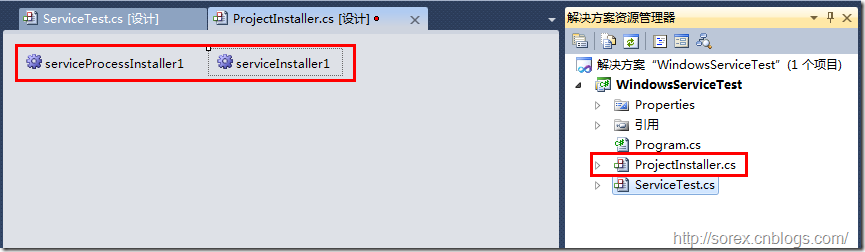 ServiceTest.cs [设计]
ProjectInstaller.cs [设计]
serviceProcessInstaller1
serviceInstaller1
解决方案资源管理器
解决方案“WindowsServiceTest”(1 个项目)
WindowsServiceTest
Properties
引用
Program.cs
ProjectInstaller.cs
ServiceTest.cs
http://sorex.cnblogs.com/